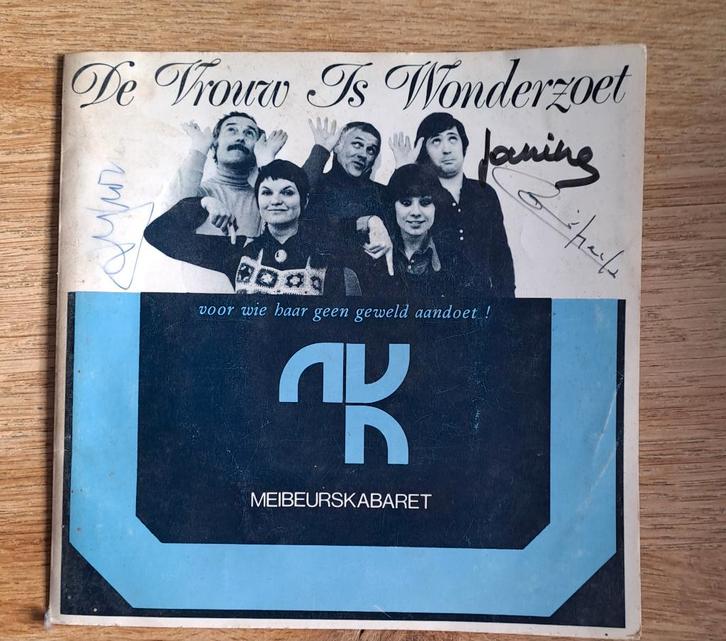 De Vrouw Is Wonderzoet
Janine
voor wie haar geen geweld aandoet !
MEIBEURSKABARET